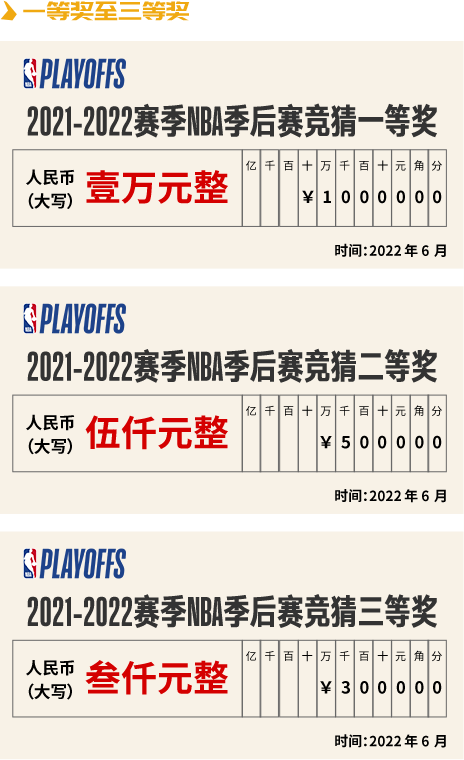 一等奖至三等奖
NBA PLAYOFFS
2021-2022赛季NBA季后赛竞猜一等奖
人民币
（大写）
壹万元整
亿 千 百 十 万 千 百 十 元 角 分
¥ 1 0 0 0 0 0 0
时间：2022 年 6 月
NBA PLAYOFFS
2021-2022赛季NBA季后赛竞猜二等奖
人民币
（大写）
伍仟元整
亿 千 百 十 万 千 百 十 元 角 分
¥ 5 0 0 0 0 0
时间：2022 年 6 月
NBA PLAYOFFS
2021-2022赛季NBA季后赛竞猜三等奖
人民币
（大写）
叁仟元整
亿 千 百 十 万 千 百 十 元 角 分
¥ 3 0 0 0 0 0
时间：2022 年 6 月